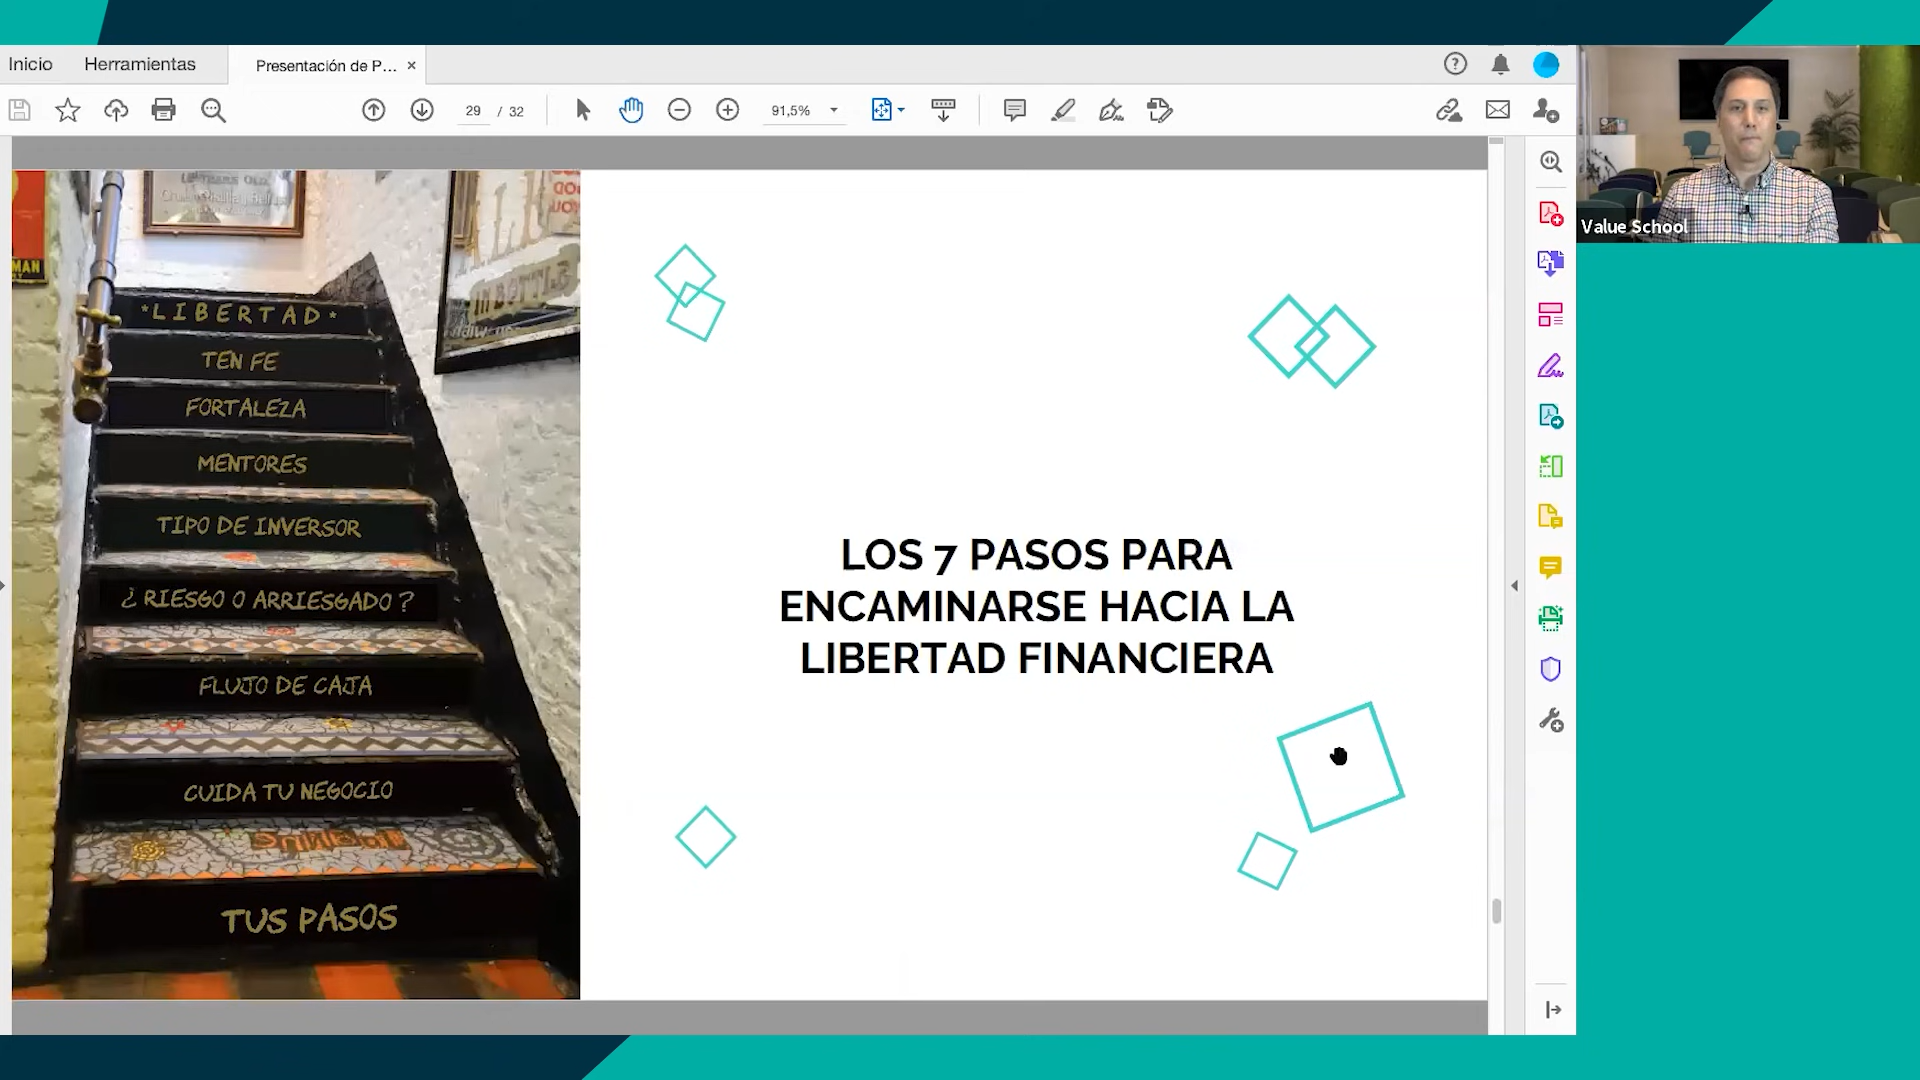 Inicio
Herramientas
Presentación de P...
29 / 32
91,5%
MAN
*LIBERTAD*
TEN FE
FORTALEZA
MENTORES
TIPO DE INVERSOR
¿RIESGO O ARRIESGADO?
FLUJO DE CAJA
CUIDA TU NEGOCIO
TUS PASOS
LOS 7 PASOS PARA
ENCAMINARSE HACIA LA
LIBERTAD FINANCIERA
Value School